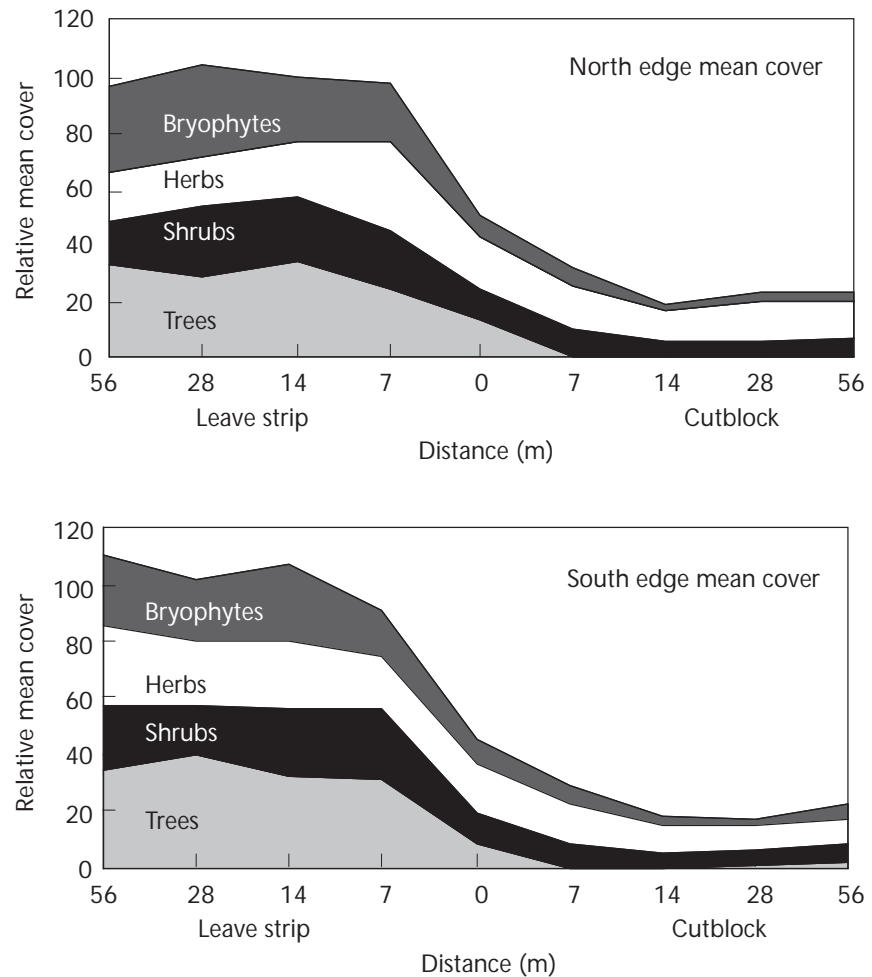 120
North edge mean cover
100
Bryophytes
80
Herbs
60
Shrubs
40
20
Trees
0
Relative mean cover
56 28 14 7 0 7 14 28 56
Leave strip Cutblock
Distance (m)
120
South edge mean cover
100
Bryophytes
80
Herbs
60
Shrubs
40
20
Trees
0
Relative mean cover
56 28 14 7 0 7 14 28 56
Leave strip Cutblock
Distance (m)